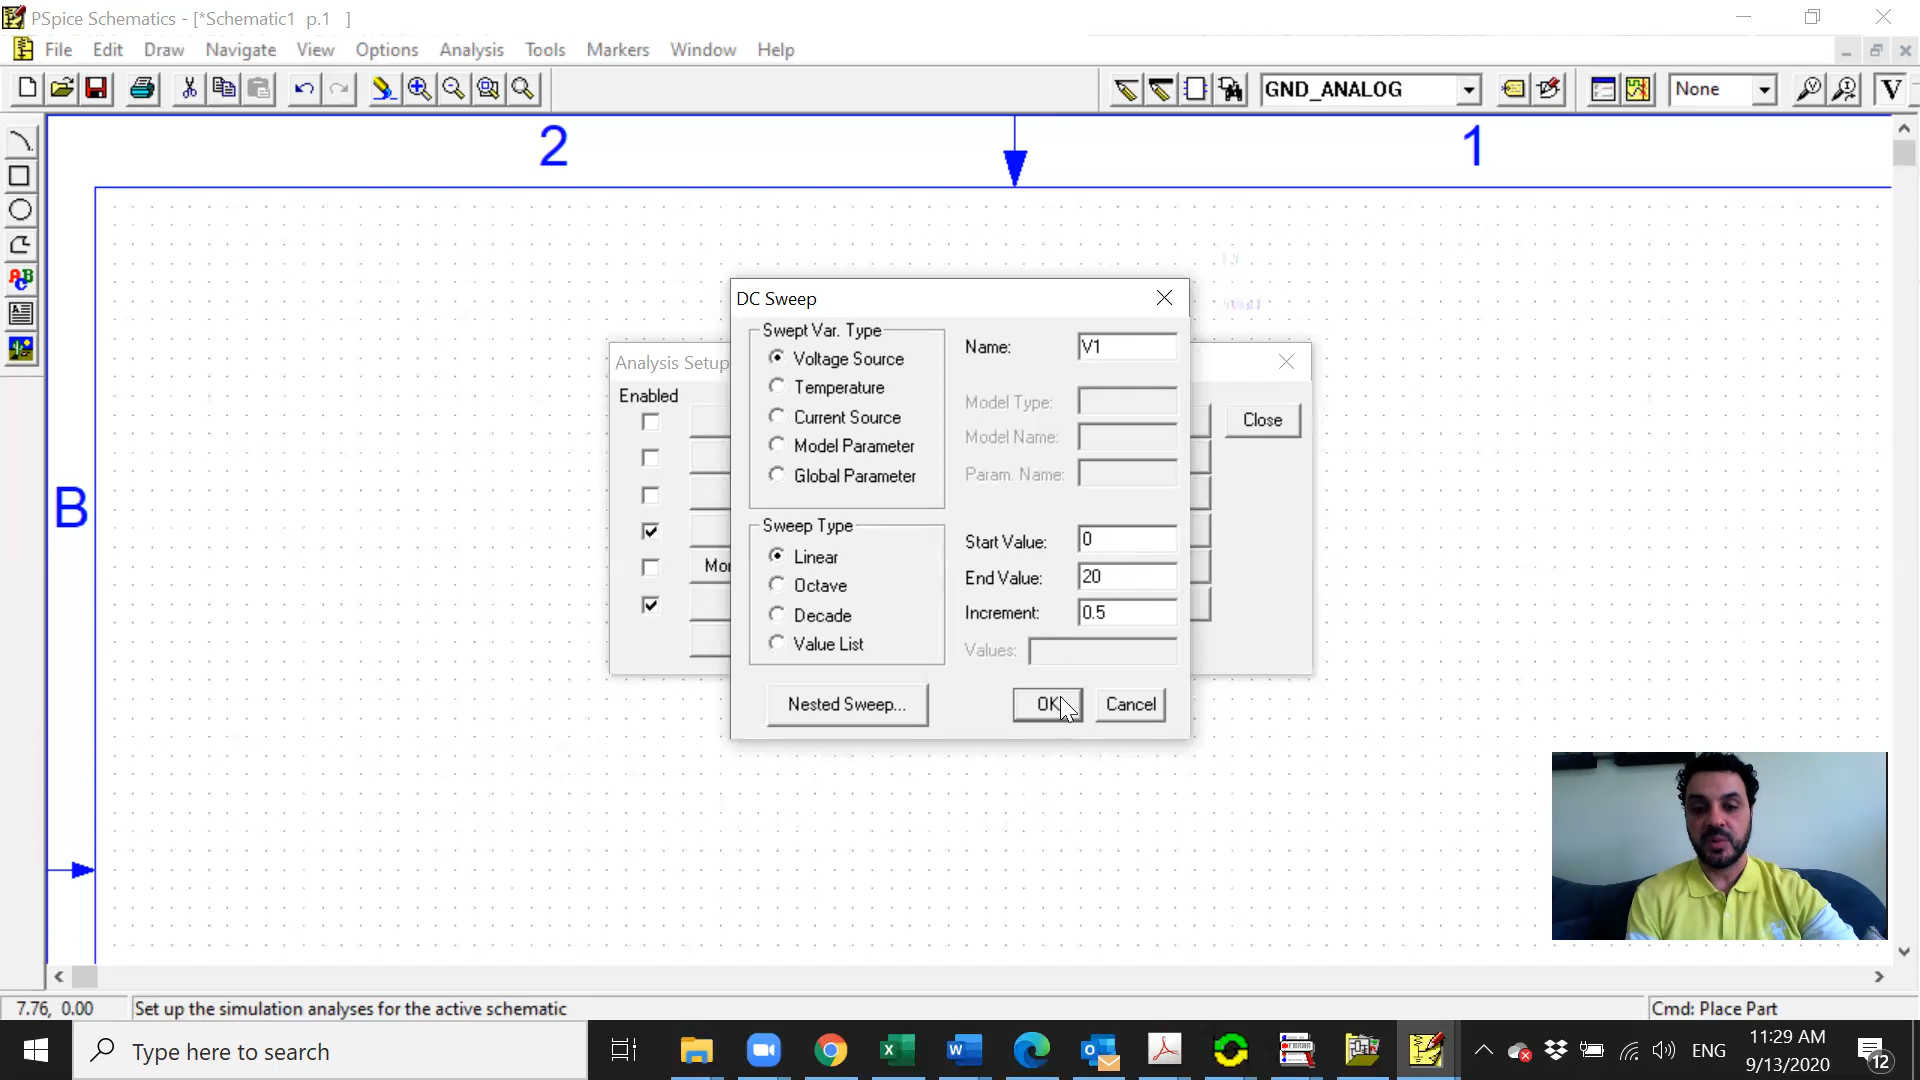 PSpice Schematics - [*Schematic1 p.1 ]
File Edit Draw Navigate View Options Analysis Tools Markers Window Help
GND_ANALOG
None
V
2
1
B
DC Sweep
Swept Var. Type
Voltage Source
Temperature
Current Source
Model Parameter
Global Parameter
Name: V1
Model Type:
Model Name:
Param. Name:
Sweep Type
Linear
Octave
Decade
Value List
Start Value: 0
End Value: 20
Increment: 0.5
Values:
Nested Sweep...
OK
Cancel
Analysis Setup
Enabled
Close
7.76, 0.00
Set up the simulation analyses for the active schematic
Cmd: Place Part
Type here to search
ENG
11:29 AM
9/13/2020
12